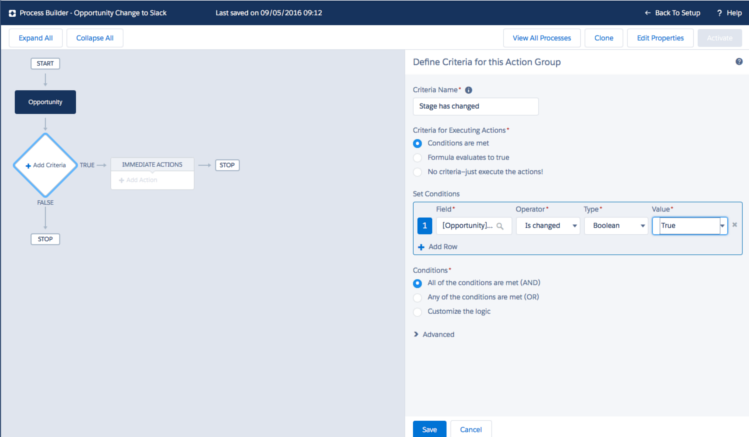 Process Builder - Opportunity Change to Slack
Last saved on 09/05/2016 09:12
← Back To Setup
? Help
Expand All
Collapse All
View All Processes
Clone
Edit Properties
Activate
START
Opportunity
+ Add Criteria
TRUE
IMMEDIATE ACTIONS
+ Add Action
STOP
FALSE
STOP
Define Criteria for this Action Group
?
Criteria Name* i
Stage has changed
Criteria for Executing Actions*
Conditions are met
Formula evaluates to true
No criteria–just execute the actions!
Set Conditions
Field* Operator* Type* Value*
1 [Opportunity]... Is changed Boolean True ×
+ Add Row
Conditions*
All of the conditions are met (AND)
Any of the conditions are met (OR)
Customize the logic
> Advanced
Save
Cancel